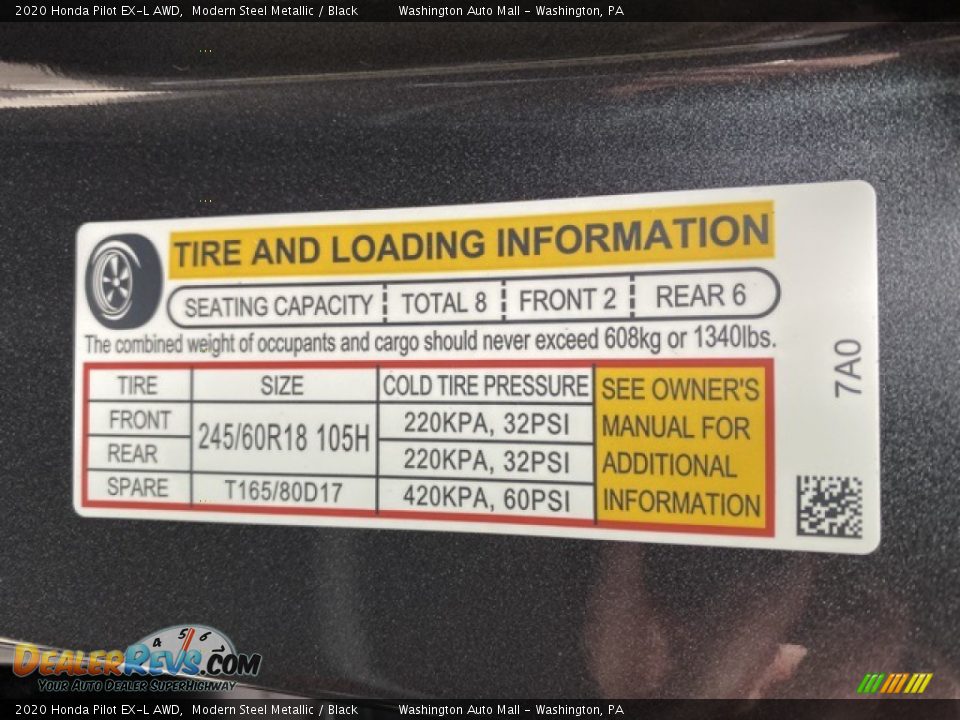 2020 Honda Pilot EX-L AWD, Modern Steel Metallic / Black Washington Auto Mall - Washington, PA
TIRE AND LOADING INFORMATION
SEATING CAPACITY TOTAL 8 FRONT 2 REAR 6
The combined weight of occupants and cargo should never exceed 608kg or 1340lbs.
TIRE SIZE COLD TIRE PRESSURE
FRONT 245/60R18 105H 220KPA, 32PSI
REAR 220KPA, 32PSI
SPARE T165/80D17 420KPA, 60PSI
SEE OWNER'S
MANUAL FOR
ADDITIONAL
INFORMATION
7A0
4 5 6
DEALERREVS.COM
YOUR AUTO DEALER SUPERHIGHWAY
2020 Honda Pilot EX-L AWD, Modern Steel Metallic / Black Washington Auto Mall - Washington, PA